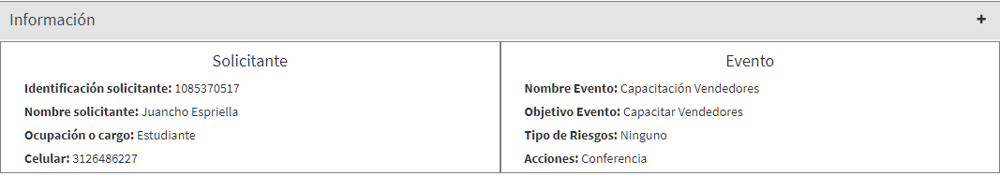 Información +
Solicitante
Identificación solicitante: 1085370517
Nombre solicitante: Juancho Espriella
Ocupación o cargo: Estudiante
Celular: 3126486227
Evento
Nombre Evento: Capacitación Vendedores
Objetivo Evento: Capacitar Vendedores
Tipo de Riesgos: Ninguno
Acciones: Conferencia